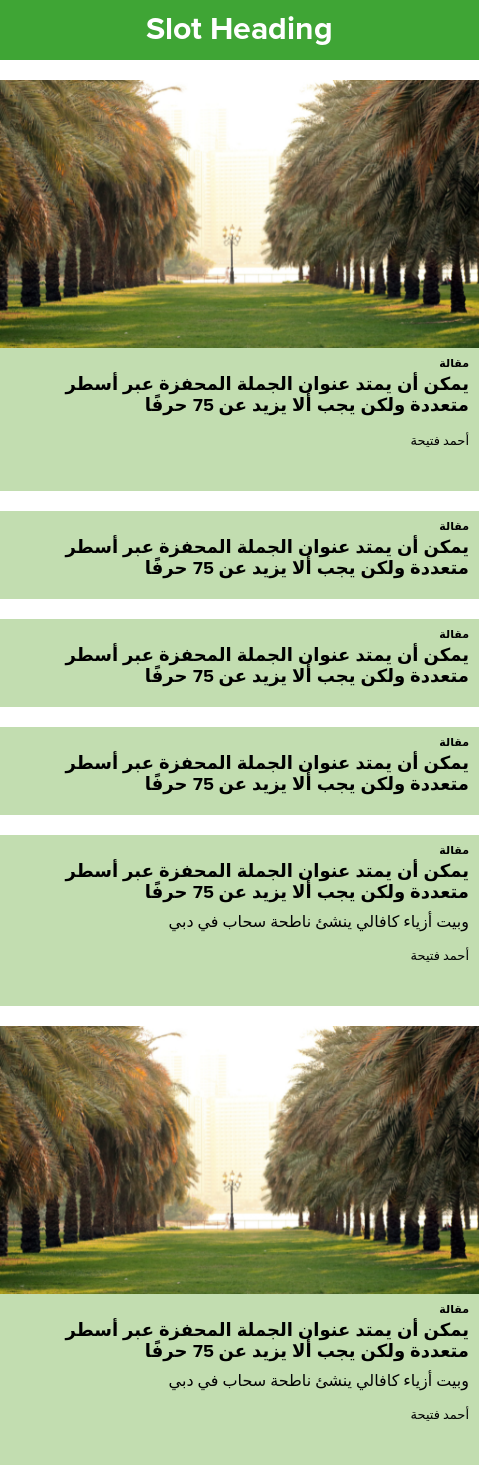 Slot Heading
مقالة
يمكن أن يمتد عنوان الجملة المحفزة عبر أسطر
متعددة ولكن يجب ألا يزيد عن 75 حرفًا
أحمد فتيحة
مقالة
يمكن أن يمتد عنوان الجملة المحفزة عبر أسطر
متعددة ولكن يجب ألا يزيد عن 75 حرفًا
مقالة
يمكن أن يمتد عنوان الجملة المحفزة عبر أسطر
متعددة ولكن يجب ألا يزيد عن 75 حرفًا
مقالة
يمكن أن يمتد عنوان الجملة المحفزة عبر أسطر
متعددة ولكن يجب ألا يزيد عن 75 حرفًا
مقالة
يمكن أن يمتد عنوان الجملة المحفزة عبر أسطر
متعددة ولكن يجب ألا يزيد عن 75 حرفًا
وبيت أزياء كافالي ينشئ ناطحة سحاب في دبي
أحمد فتيحة
مقالة
يمكن أن يمتد عنوان الجملة المحفزة عبر أسطر
متعددة ولكن يجب ألا يزيد عن 75 حرفًا
وبيت أزياء كافالي ينشئ ناطحة سحاب في دبي
أحمد فتيحة